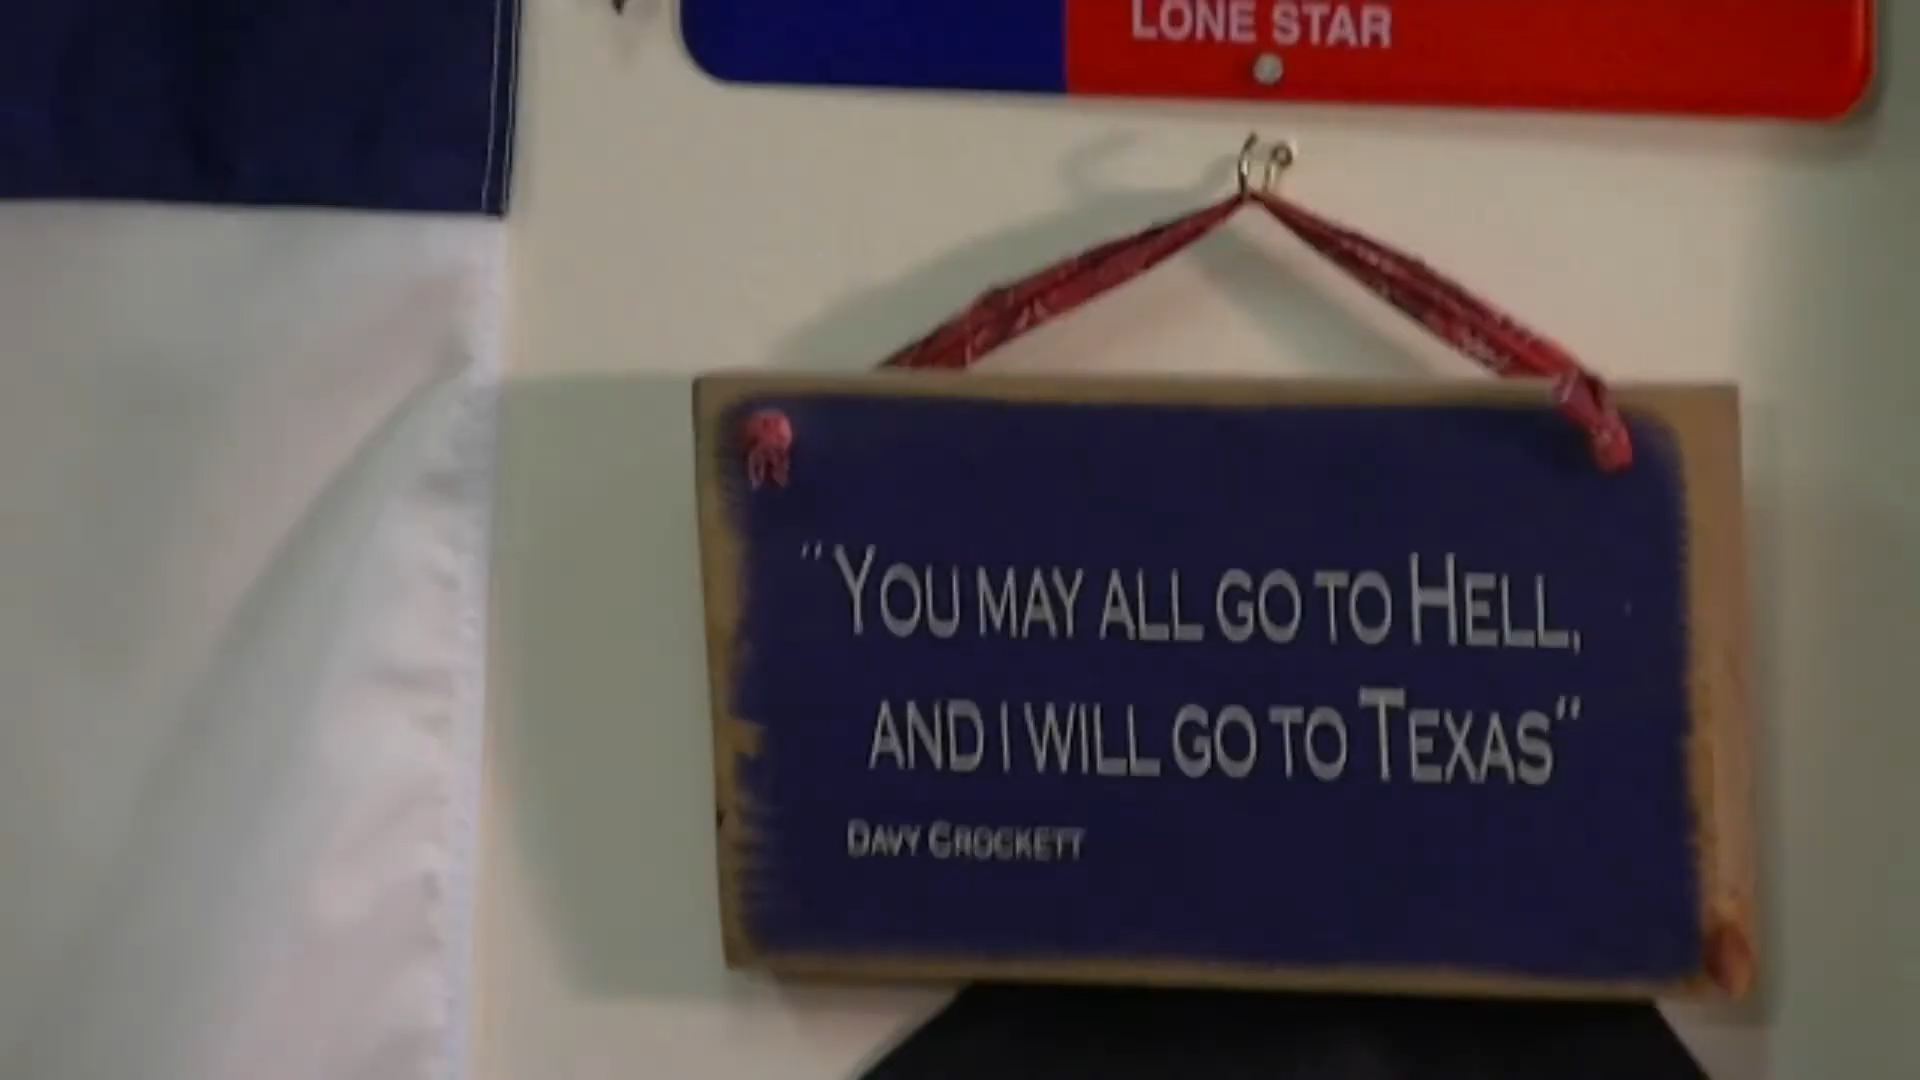 LONE STAR
"YOU MAY ALL GO TO HELL,
AND I WILL GO TO TEXAS"
DAVY CROCKETT